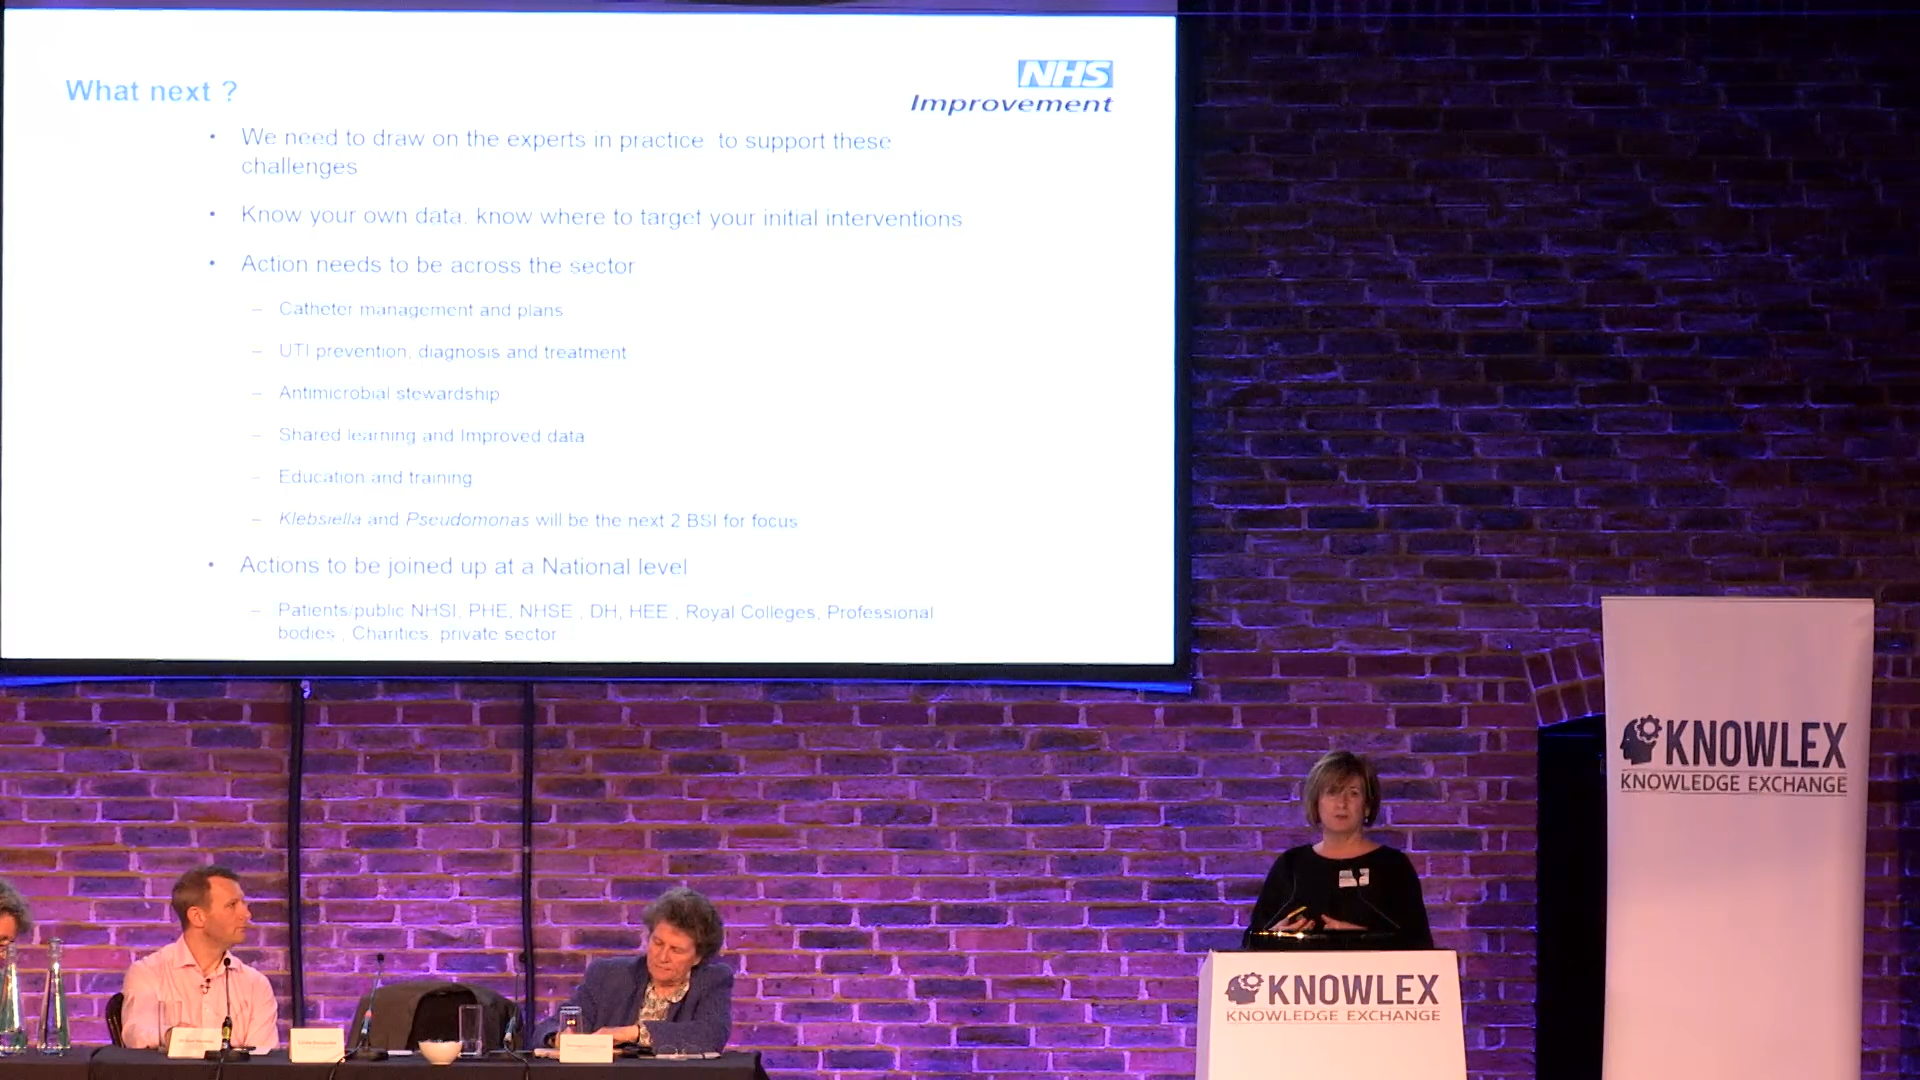 What next ?
NHS
Improvement
• We need to draw on the experts in practice to support these
challenges
• Know your own data. know where to target your initial interventions
• Action needs to be across the sector
– Catheter management and plans
– UTI prevention, diagnosis and treatment
– Antimicrobial stewardship
– Shared learning and Improved data
– Education and training
– Klebsiella and Pseudomonas will be the next 2 BSI for focus
• Actions to be joined up at a National level
– Patients/public NHSI, PHE, NHSE , DH, HEE , Royal Colleges, Professional
bodies , Charities, private sector
KNOWLEX
KNOWLEDGE EXCHANGE
KNOWLEX
KNOWLEDGE EXCHANGE